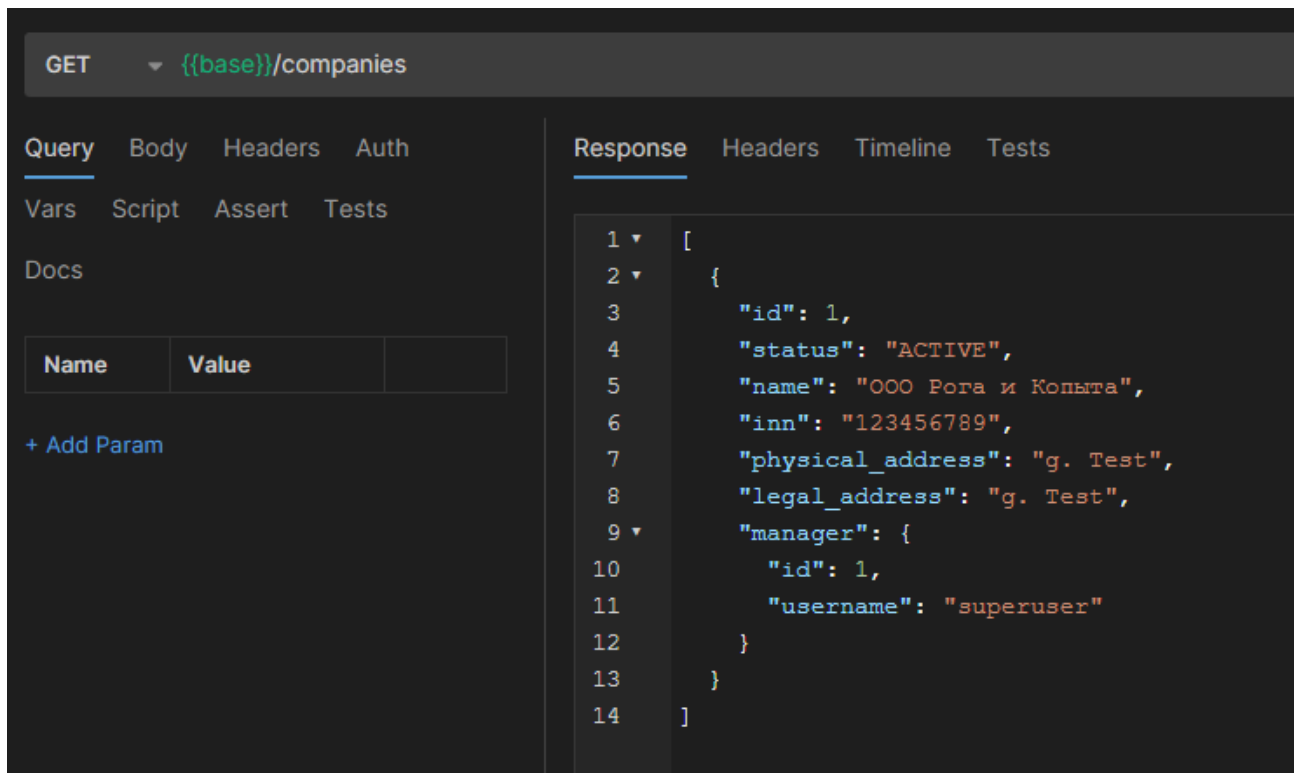 GET {{base}}/companies
Query Body Headers Auth
Vars Script Assert Tests
Docs
Name Value
+ Add Param
Response Headers Timeline Tests
1 [
2 {
3 "id": 1,
4 "status": "ACTIVE",
5 "name": "ООО Рога и Копыта",
6 "inn": "123456789",
7 "physical_address": "g. Test",
8 "legal_address": "g. Test",
9 "manager": {
10 "id": 1,
11 "username": "superuser"
12 }
13 }
14 ]